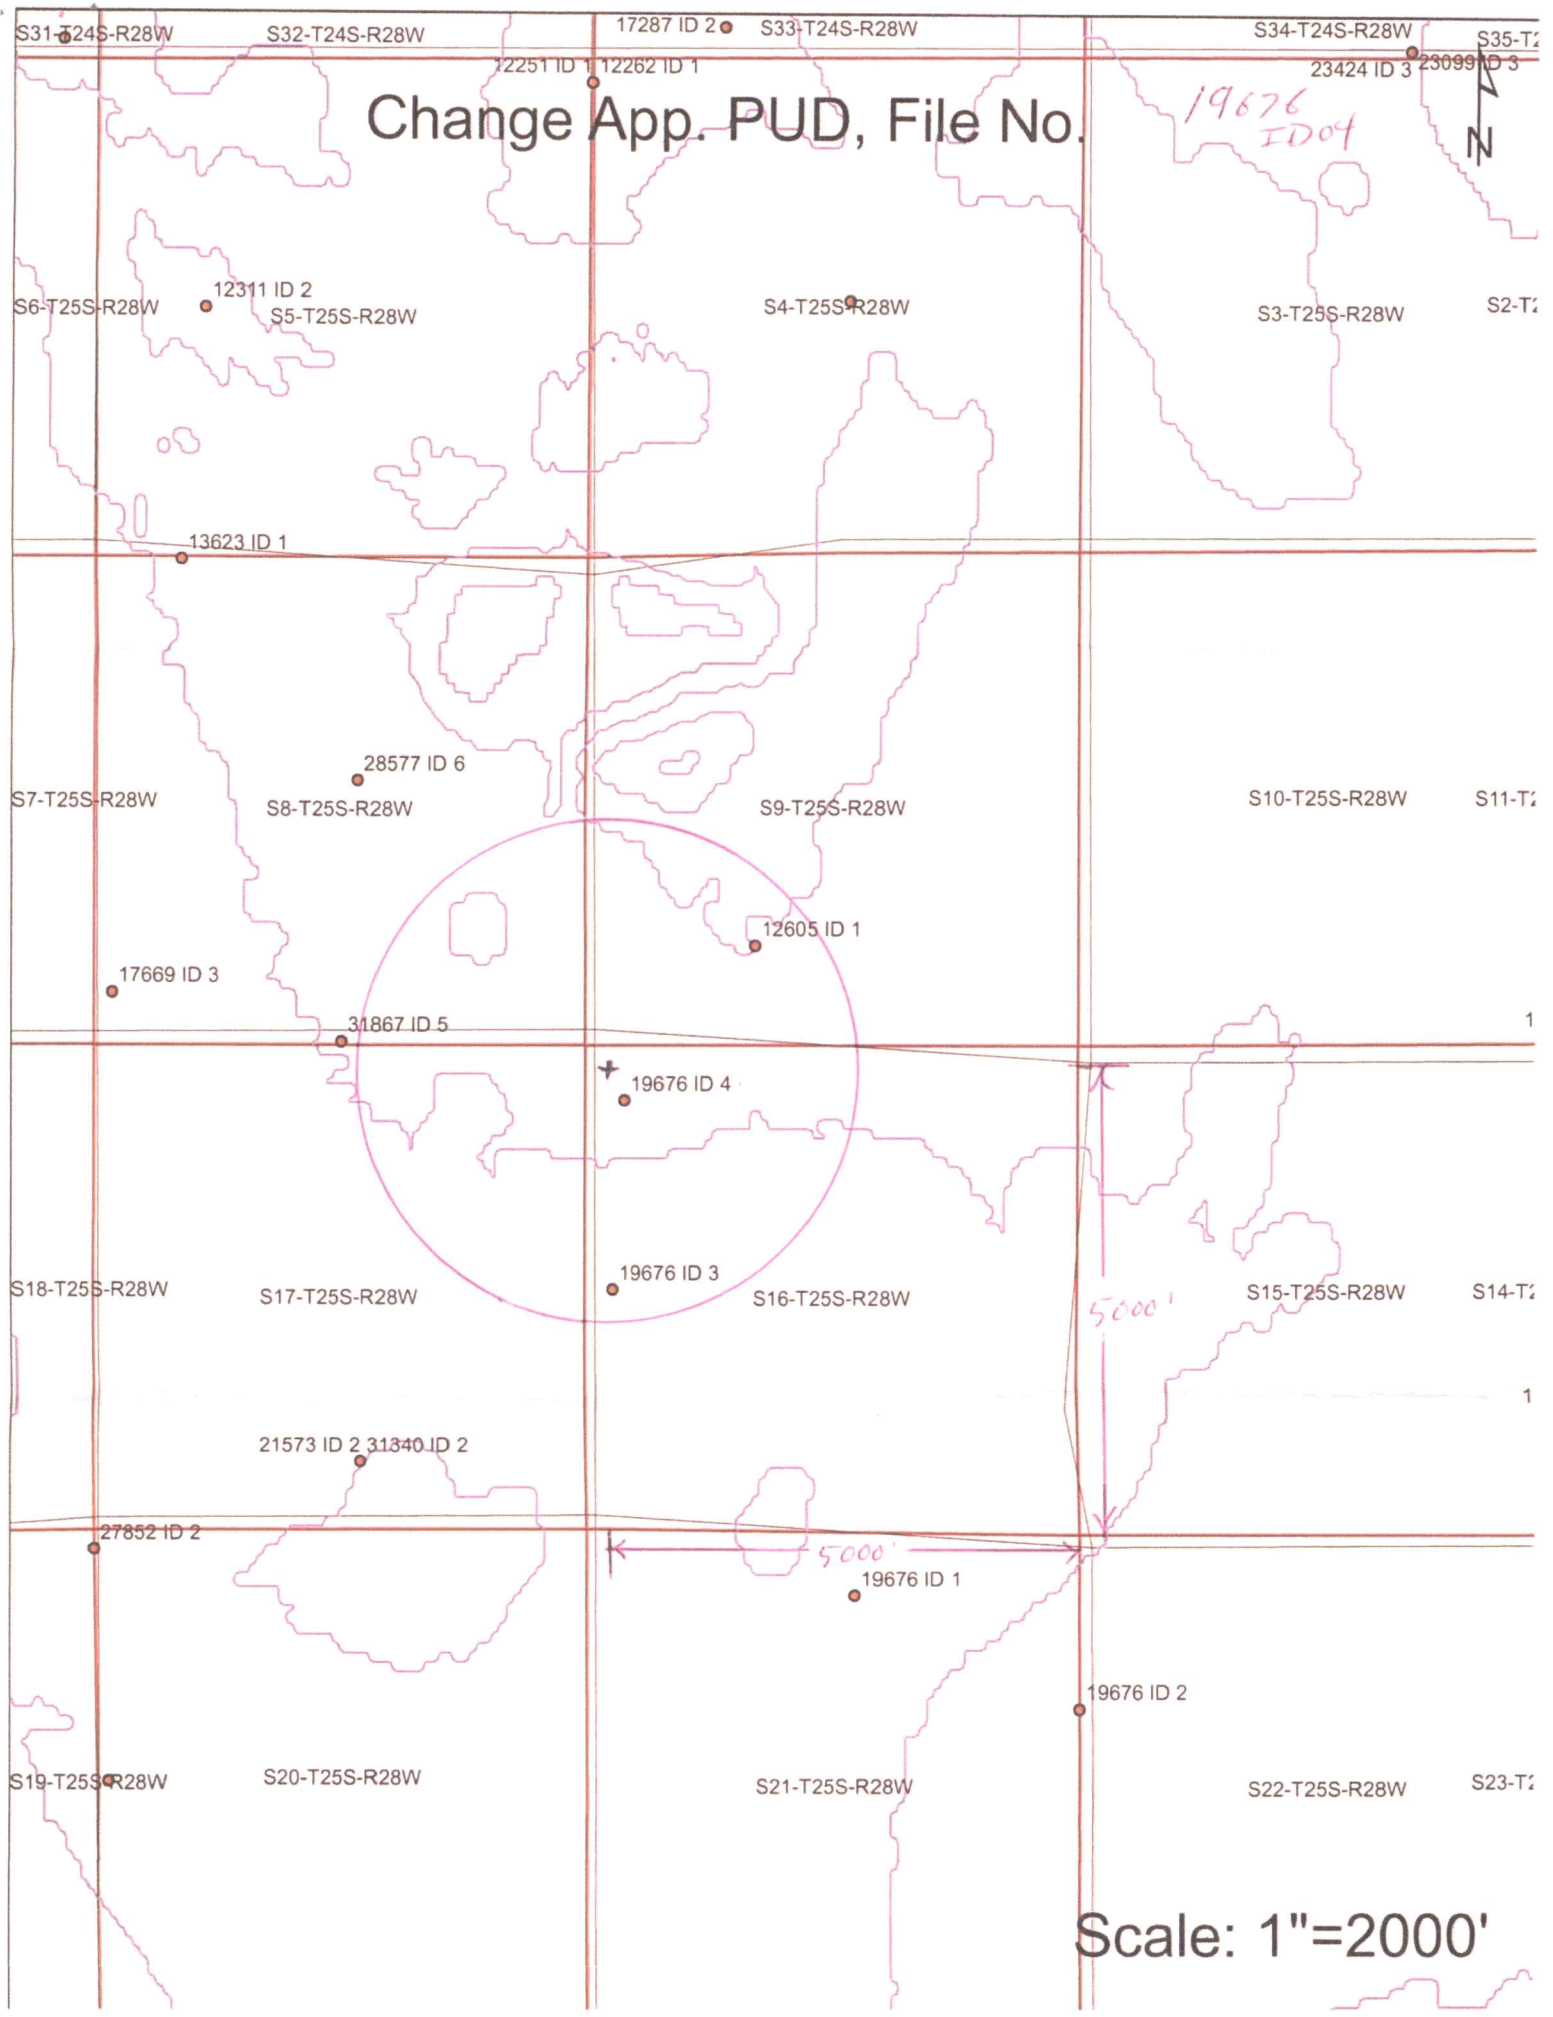 S31-T24S-R28W S32-T24S-R28W 17287 ID 2 S33-T24S-R28W S34-T24S-R28W S35-T2
12251 ID 1 12262 ID 1 23424 ID 3 23099 ID 3
Change App. PUD, File No. 19676
ID04
N
12311 ID 2
S6-T25S-R28W S5-T25S-R28W S4-T25S-R28W S3-T25S-R28W S2-T2
13623 ID 1
28577 ID 6
S7-T25S-R28W S8-T25S-R28W S9-T25S-R28W S10-T25S-R28W S11-T2
12605 ID 1
17669 ID 3
31867 ID 5 1
19676 ID 4
19676 ID 3
S18-T25S-R28W S17-T25S-R28W S16-T25S-R28W S15-T25S-R28W S14-T2
5000'
1
21573 ID 2 31340 ID 2
27852 ID 2
5000'
19676 ID 1
19676 ID 2
S19-T25S-R28W S20-T25S-R28W S21-T25S-R28W S22-T25S-R28W S23-T2
Scale: 1"=2000'